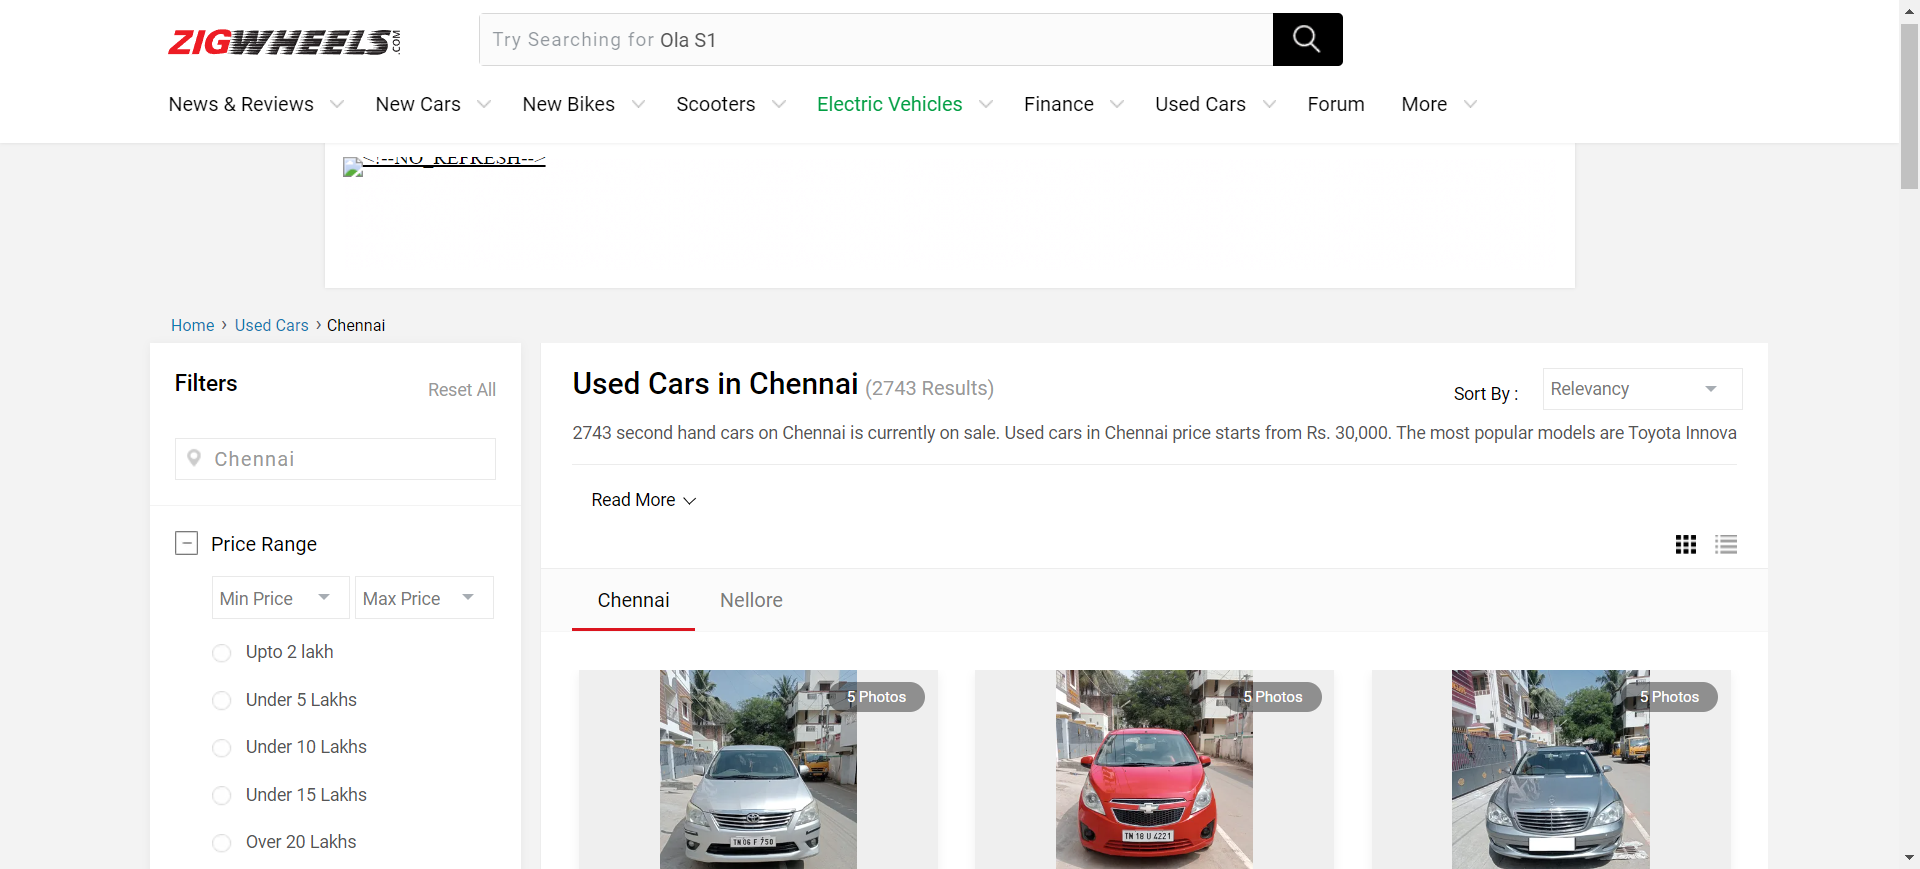 ZIGWHEELS.COM
Try Searching for Ola S1
News & Reviews New Cars New Bikes Scooters Electric Vehicles Finance Used Cars Forum More
<!--NO_REFRESH-->
Home › Used Cars › Chennai
Filters
Reset All
Chennai
Price Range
Min Price Max Price
Upto 2 lakh
Under 5 Lakhs
Under 10 Lakhs
Under 15 Lakhs
Over 20 Lakhs
Used Cars in Chennai (2743 Results)
Sort By : Relevancy
2743 second hand cars on Chennai is currently on sale. Used cars in Chennai price starts from Rs. 30,000. The most popular models are Toyota Innova
Read More
Chennai Nellore
5 Photos 5 Photos 5 Photos
TN 06 F 750
TN 18 U 4221